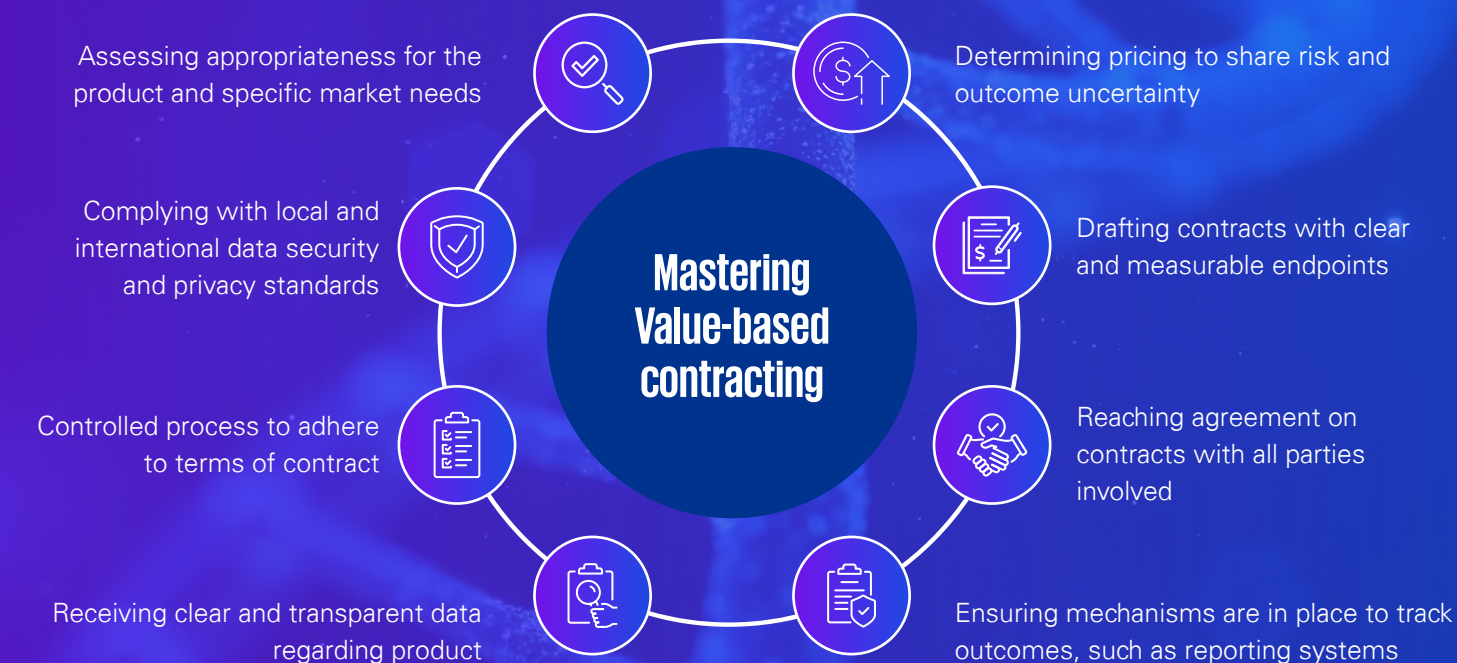 Assessing appropriateness for the
product and specific market needs
Determining pricing to share risk and
outcome uncertainty
Complying with local and
international data security
and privacy standards
Drafting contracts with clear
and measurable endpoints
Mastering
Value-based
contracting
Controlled process to adhere
to terms of contract
Reaching agreement on
contracts with all parties
involved
Receiving clear and transparent data
regarding product
Ensuring mechanisms are in place to track
outcomes, such as reporting systems